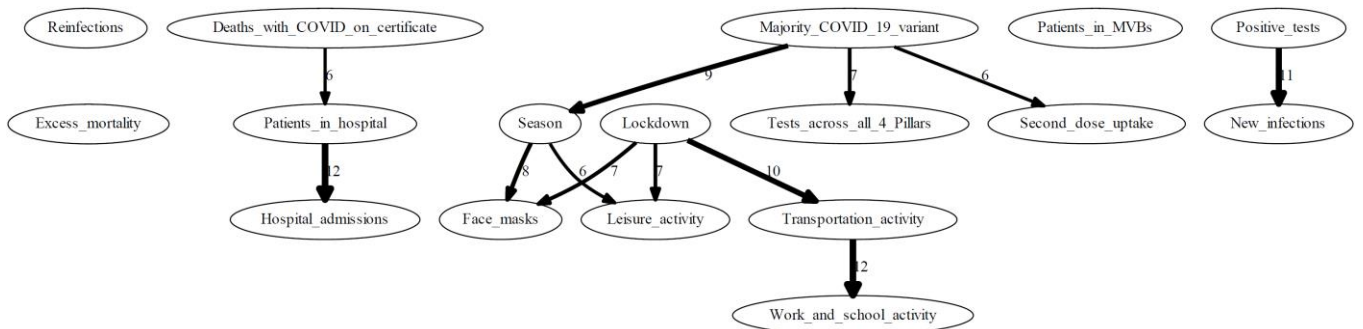 Reinfections
Deaths_with_COVID_on_certificate
Majority_COVID_19_variant
Patients_in_MVBs
Positive_tests
6
9
7
6
11
Excess_mortality
Patients_in_hospital
Season
Lockdown
Tests_across_all_4_Pillars
Second_dose_uptake
New_infections
12
8
6
7
7
10
Hospital_admissions
Face_masks
Leisure_activity
Transportation_activity
12
Work_and_school_activity